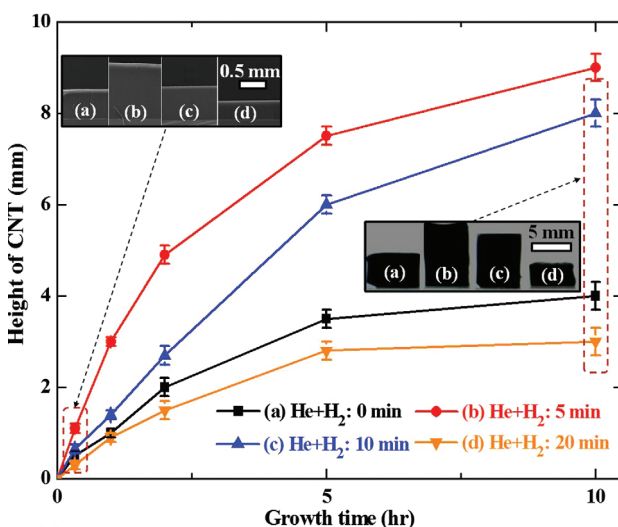 10
8
6
4
2
0
Height of CNT (mm)
0.5 mm
(a) (b) (c) (d)
5 mm
(a) (b) (c) (d)
(a) He+H₂: 0 min (b) He+H₂: 5 min
(c) He+H₂: 10 min (d) He+H₂: 20 min
0 5 10
Growth time (hr)